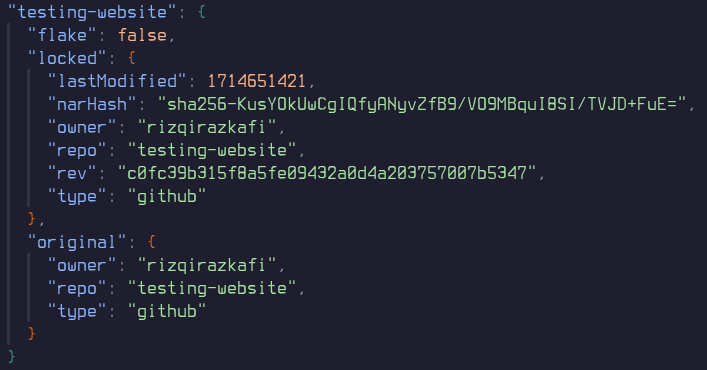 "testing-website": {
"flake": false,
"locked": {
"lastModified": 1714651421,
"narHash": "sha256-KusYOkUwCgIQfyANyvZfB9/VO9MBquI8SI/TVJD+FuE=",
"owner": "rizqirazkafi",
"repo": "testing-website",
"rev": "c0fc39b315f8a5fe09432a0d4a203757007b5347",
"type": "github"
},
"original": {
"owner": "rizqirazkafi",
"repo": "testing-website",
"type": "github"
}
}